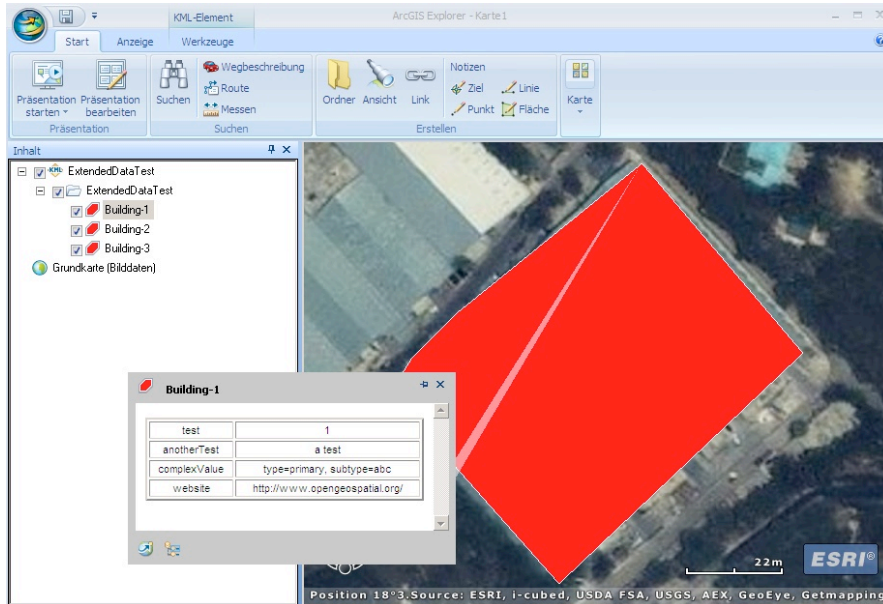 KML-Element
ArcGIS Explorer - Karte1
Start Anzeige Werkzeuge
Präsentation starten
Präsentation bearbeiten
Präsentation
Suchen
Wegbeschreibung
Route
Messen
Suchen
Ordner Ansicht Link
Notizen
Ziel Linie
Punkt Fläche
Erstellen
Karte
Inhalt
KML ExtendedDataTest
ExtendedDataTest
Building-1
Building-2
Building-3
Grundkarte (Bilddaten)
Building-1
test 1
anotherTest a test
complexValue type=primary, subtype=abc
website http://www.opengeospatial.org/
22m
ESRI®
Position 18°3.Source: ESRI, i-cubed, USDA FSA, USGS, AEX, GeoEye, Getmapping